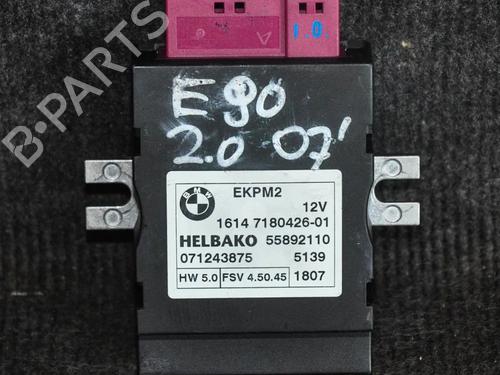 A
1.0.
E90
2.0 07'
B-PARTS
BMW
EKPM2
12V
1614 7180426-01
HELBAKO 55892110
071243875 5139
HW 5.0 FSV 4.50.45 1807